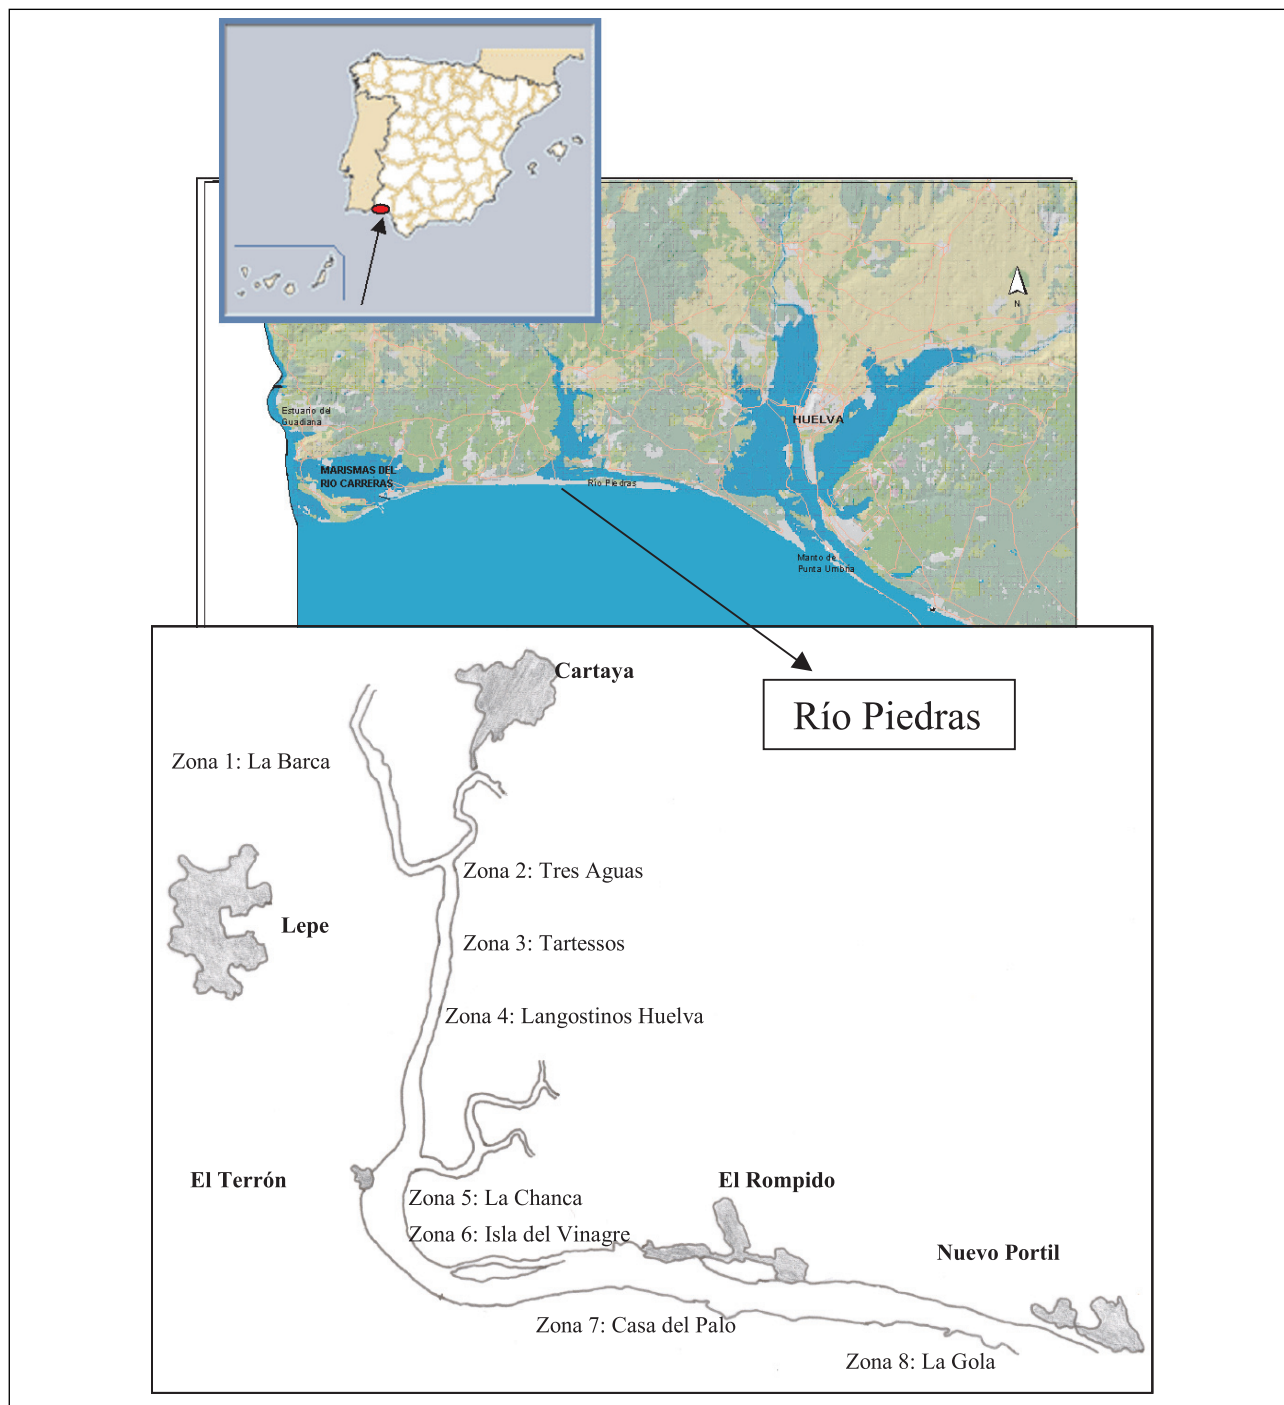 N
Estuario del
Guadiana
HUELVA
MARISMAS DEL
RIO CARRERAS
Río Piedras
Manto de
Punta Umbría
Cartaya
Río Piedras
Zona 1: La Barca
Zona 2: Tres Aguas
Lepe
Zona 3: Tartessos
Zona 4: Langostinos Huelva
El Terrón
El Rompido
Zona 5: La Chanca
Zona 6: Isla del Vinagre
Nuevo Portil
Zona 7: Casa del Palo
Zona 8: La Gola